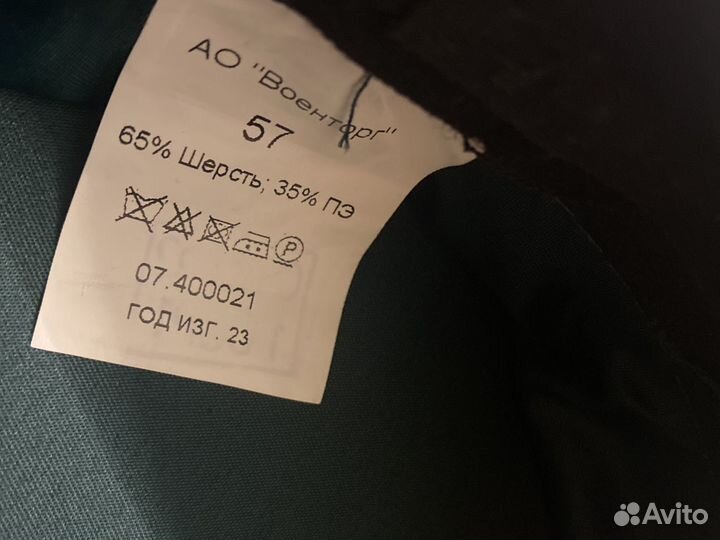 АО "Военторг"
57
65% Шерсть; 35% ПЭ
P
07.400021
ГОД ИЗГ. 23
Avito